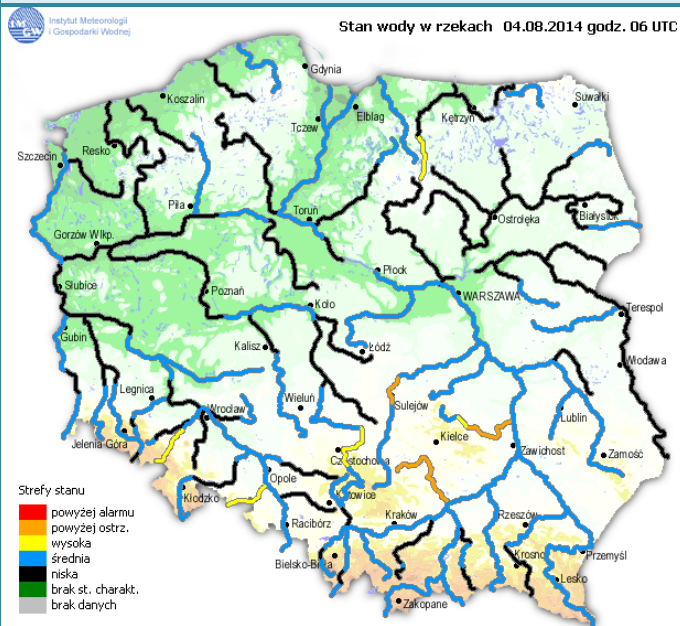 Instytut Meteorologii
i Gospodarki Wodnej
Stan wody w rzekach 04.08.2014 godz. 06 UTC
Gdynia
Koszalin
Suwałki
Elbląg
Kętrzyn
Tczew
Resko
Szczecin
Piła
Toruń
Ostrołęka
Białystok
Gorzów Wlkp.
Płock
Słubice
Poznań
WARSZAWA
Koło
Terespol
Gubin
Kalisz
Łódź
Włodawa
Legnica
Wieluń
Sulejów
Wrocław
Lublin
Jelenia Góra
Kielce
Zawichost
Częstochowa
Zamość
Opole
Kłodzko
Katowice
Racibórz
Kraków
Rzeszów
Bielsko-Biała
Krosno
Przemyśl
Lesko
Zakopane
Strefy stanu
powyżej alarmu
powyżej ostrz.
wysoka
średnia
niska
brak st. charakt.
brak danych